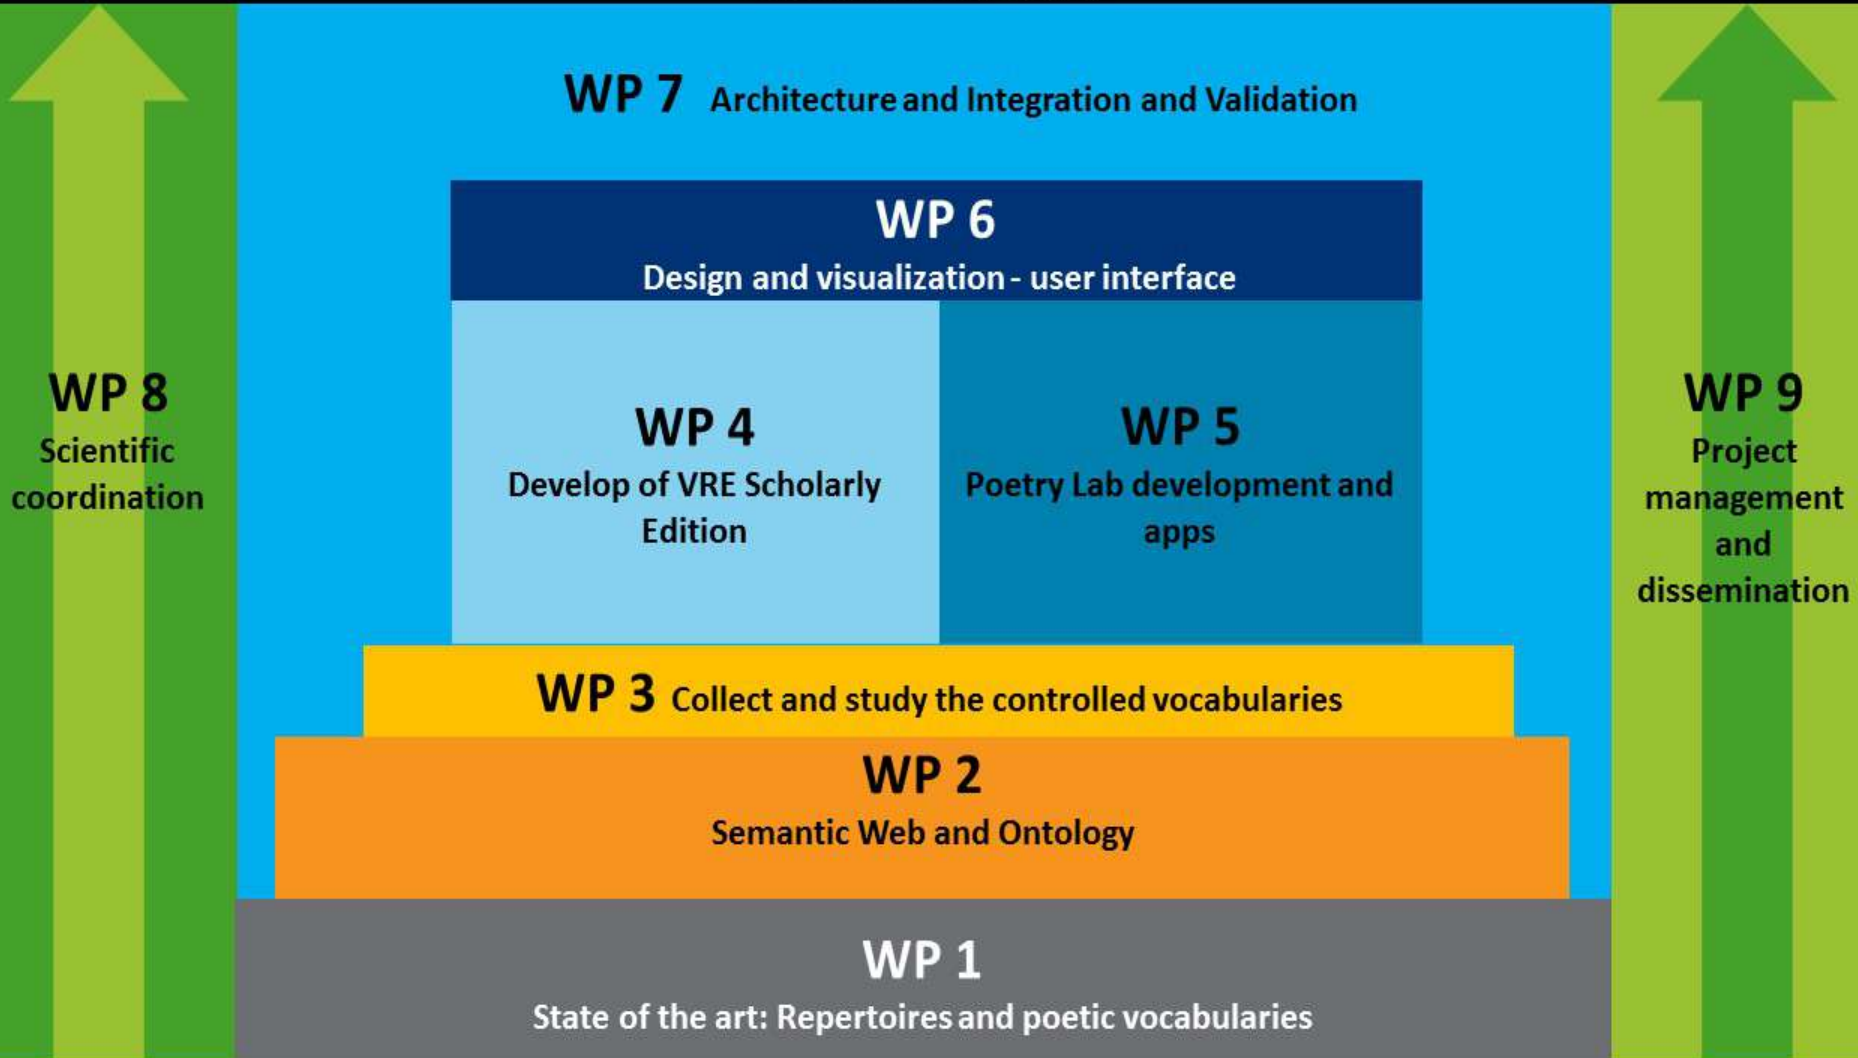 WP 7 Architecture and Integration and Validation
WP 6
Design and visualization - user interface
WP 8
Scientific
coordination
WP 4
Develop of VRE Scholarly
Edition
WP 5
Poetry Lab development and
apps
WP 9
Project
management
and
dissemination
WP 3 Collect and study the controlled vocabularies
WP 2
Semantic Web and Ontology
WP 1
State of the art: Repertoires and poetic vocabularies